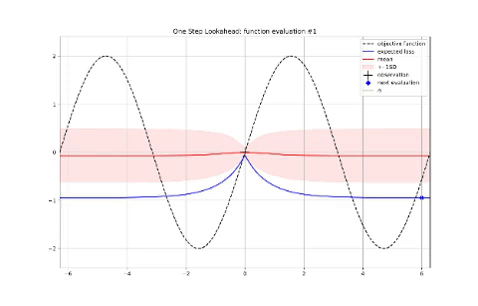 One Step Lookahead: function evaluation #1
objective function
expected loss
mean
+- 1SD
observation
next evaluation
2
1
0
−1
−2
−6
−4
−2
0
2
4
6